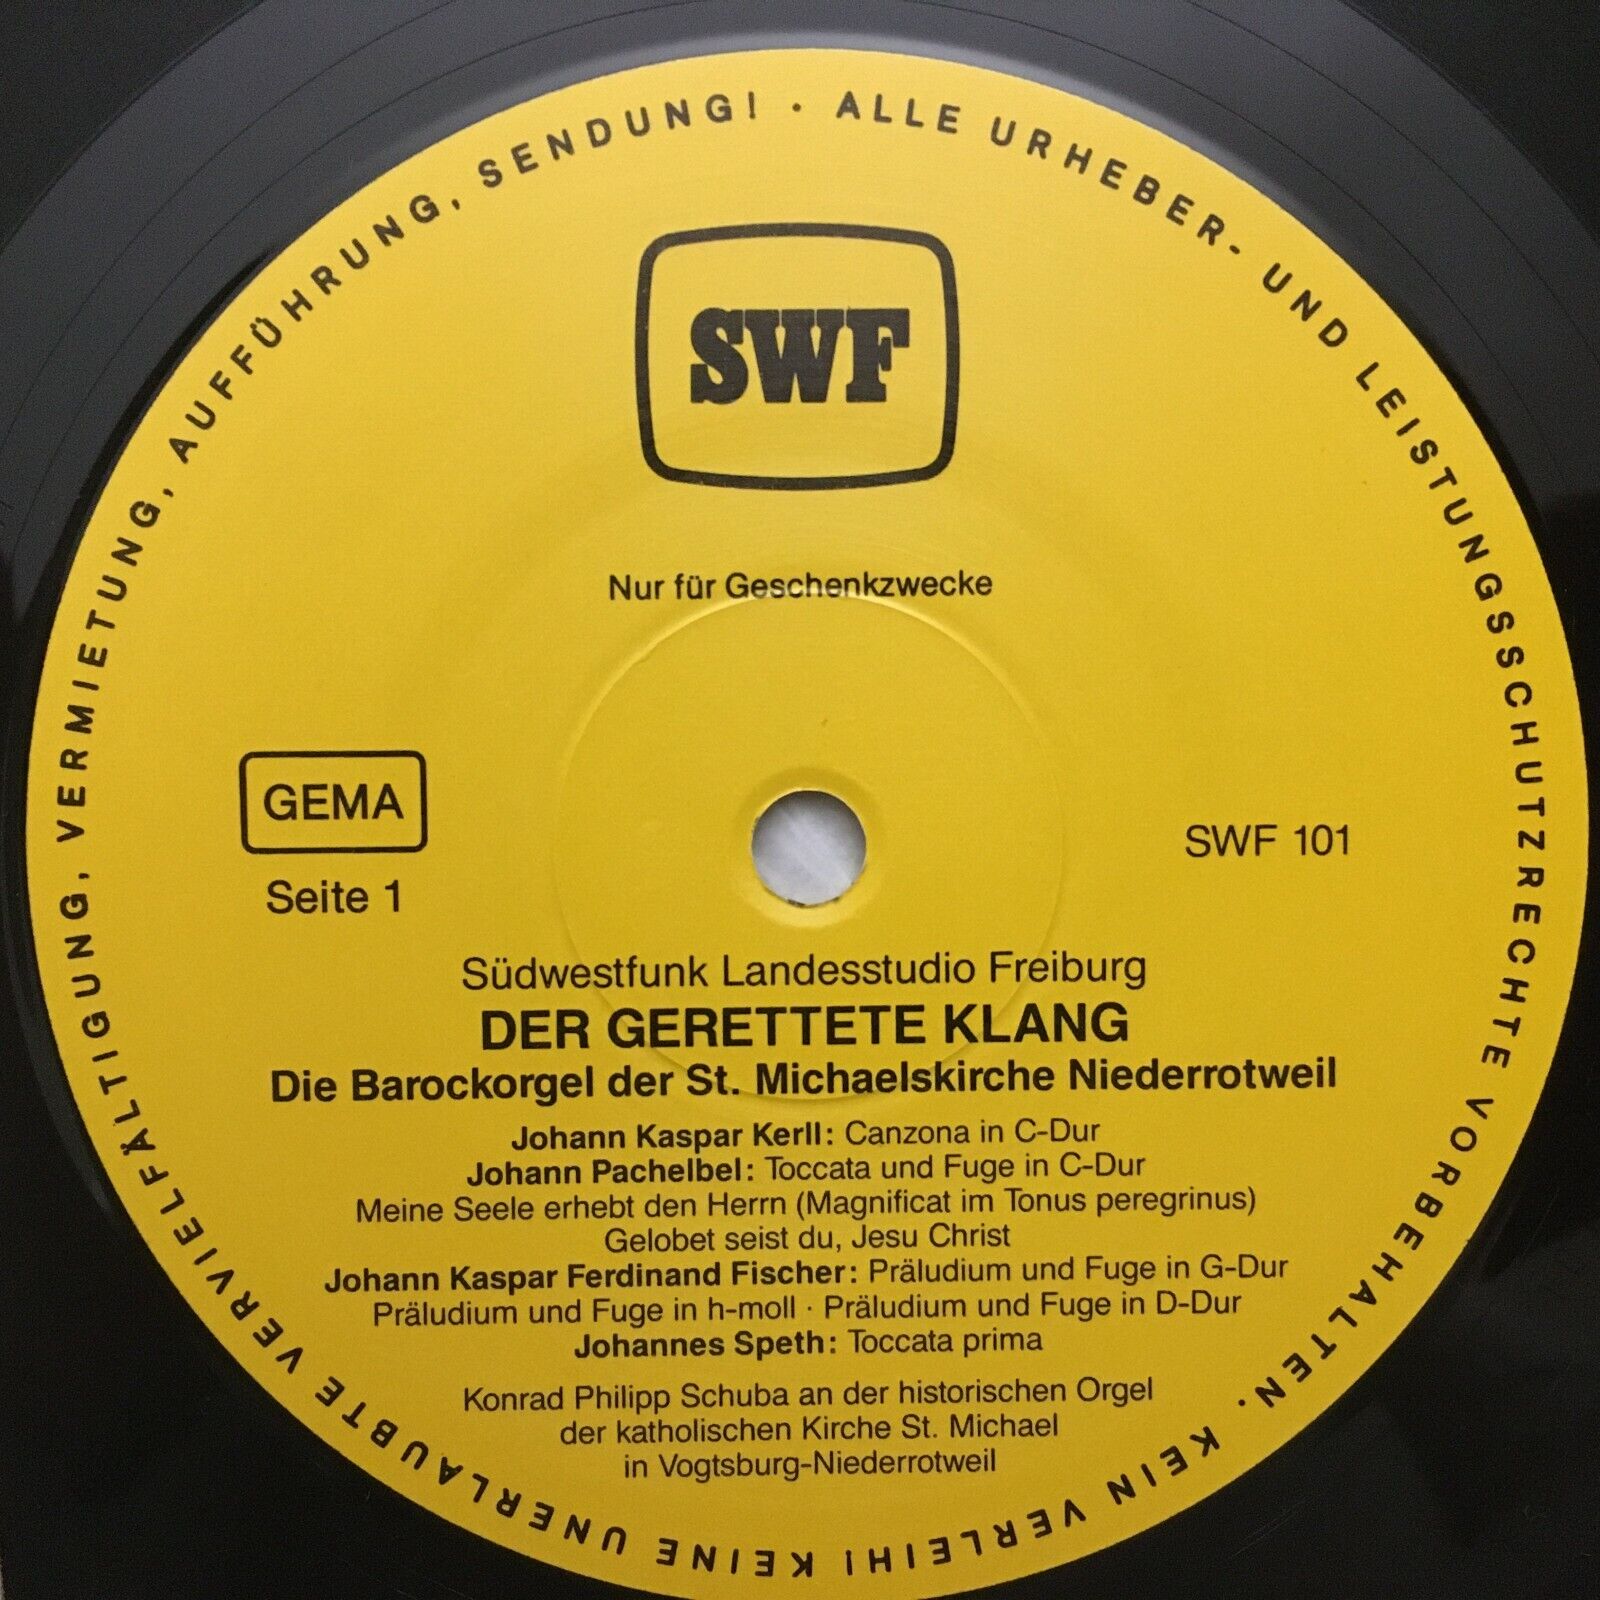 ALLE URHEBER- UND LEISTUNGSSCHUTZRECHTE VORBEHALTEN · KEIN VERLEIH! KEINE UNERLAUBTE VERVIELFÄLTIGUNG, VERMIETUNG, AUFFÜHRUNG, SENDUNG! ·
SWF
Nur für Geschenkzwecke
GEMA
Seite 1
SWF 101
Südwestfunk Landesstudio Freiburg
DER GERETTETE KLANG
Die Barockorgel der St. Michaelskirche Niederrotweil
Johann Kaspar Kerll: Canzona in C-Dur
Johann Pachelbel: Toccata und Fuge in C-Dur
Meine Seele erhebt den Herrn (Magnificat im Tonus peregrinus)
Gelobet seist du, Jesu Christ
Johann Kaspar Ferdinand Fischer: Präludium und Fuge in G-Dur
Präludium und Fuge in h-moll · Präludium und Fuge in D-Dur
Johannes Speth: Toccata prima
Konrad Philipp Schuba an der historischen Orgel
der katholischen Kirche St. Michael
in Vogtsburg-Niederrotweil